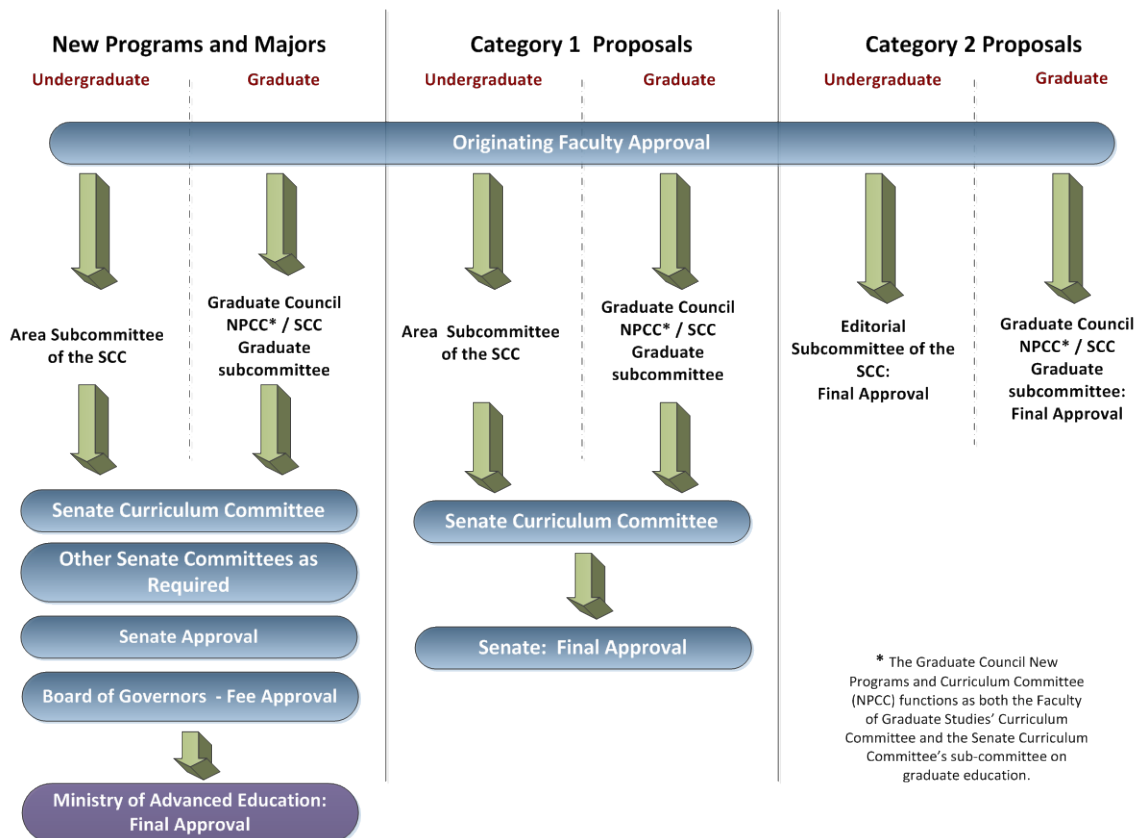 New Programs and Majors
Undergraduate
Graduate
Category 1  Proposals
Undergraduate
Graduate
Category 2 Proposals
Undergraduate
Graduate
Originating Faculty Approval
Area Subcommittee
of the SCC
Graduate Council
NPCC* / SCC
Graduate
subcommittee
Area  Subcommittee
of the SCC
Graduate Council
NPCC* / SCC
Graduate
subcommittee
Editorial
Subcommittee of the
SCC:
Final Approval
Graduate Council
NPCC* / SCC
Graduate
subcommittee:
Final Approval
Senate Curriculum Committee
Other Senate Committees as
Required
Senate Approval
Board of Governors  - Fee Approval
Ministry of Advanced Education:
Final Approval
Senate Curriculum Committee
Senate:  Final Approval
* The Graduate Council New
Programs and Curriculum Committee
(NPCC) functions as both the Faculty
of Graduate Studies’ Curriculum
Committee and the Senate Curriculum
Committee’s sub-committee on
graduate education.